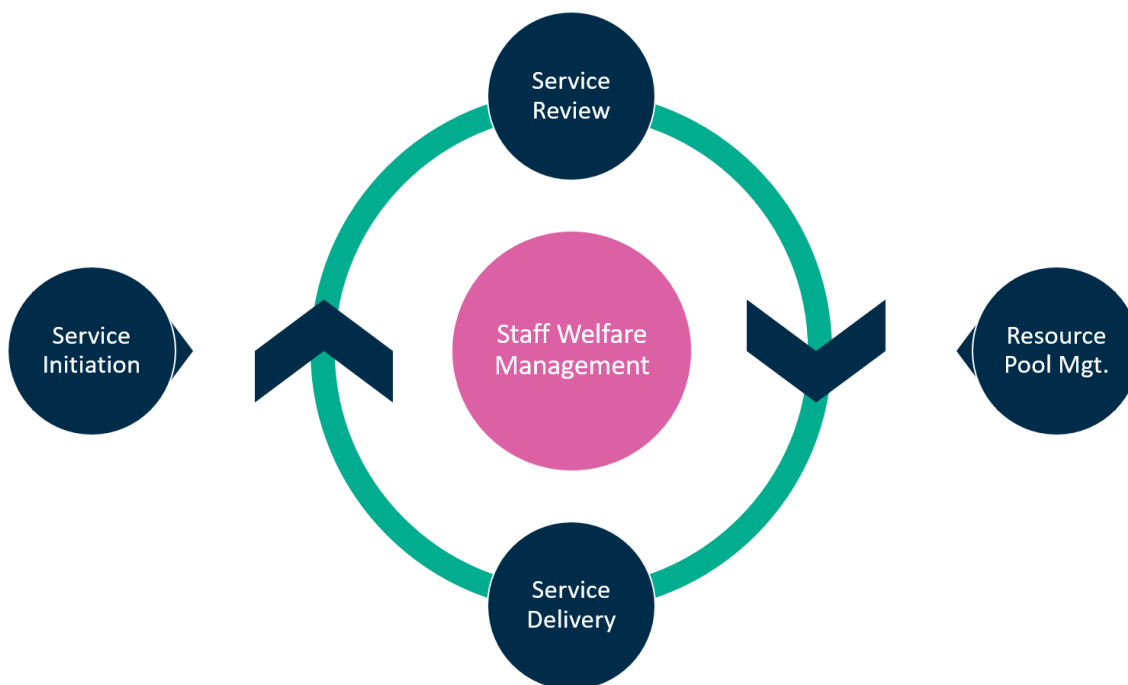 Service
Review
Service
Initiation
Staff Welfare
Management
Resource
Pool Mgt.
Service
Delivery